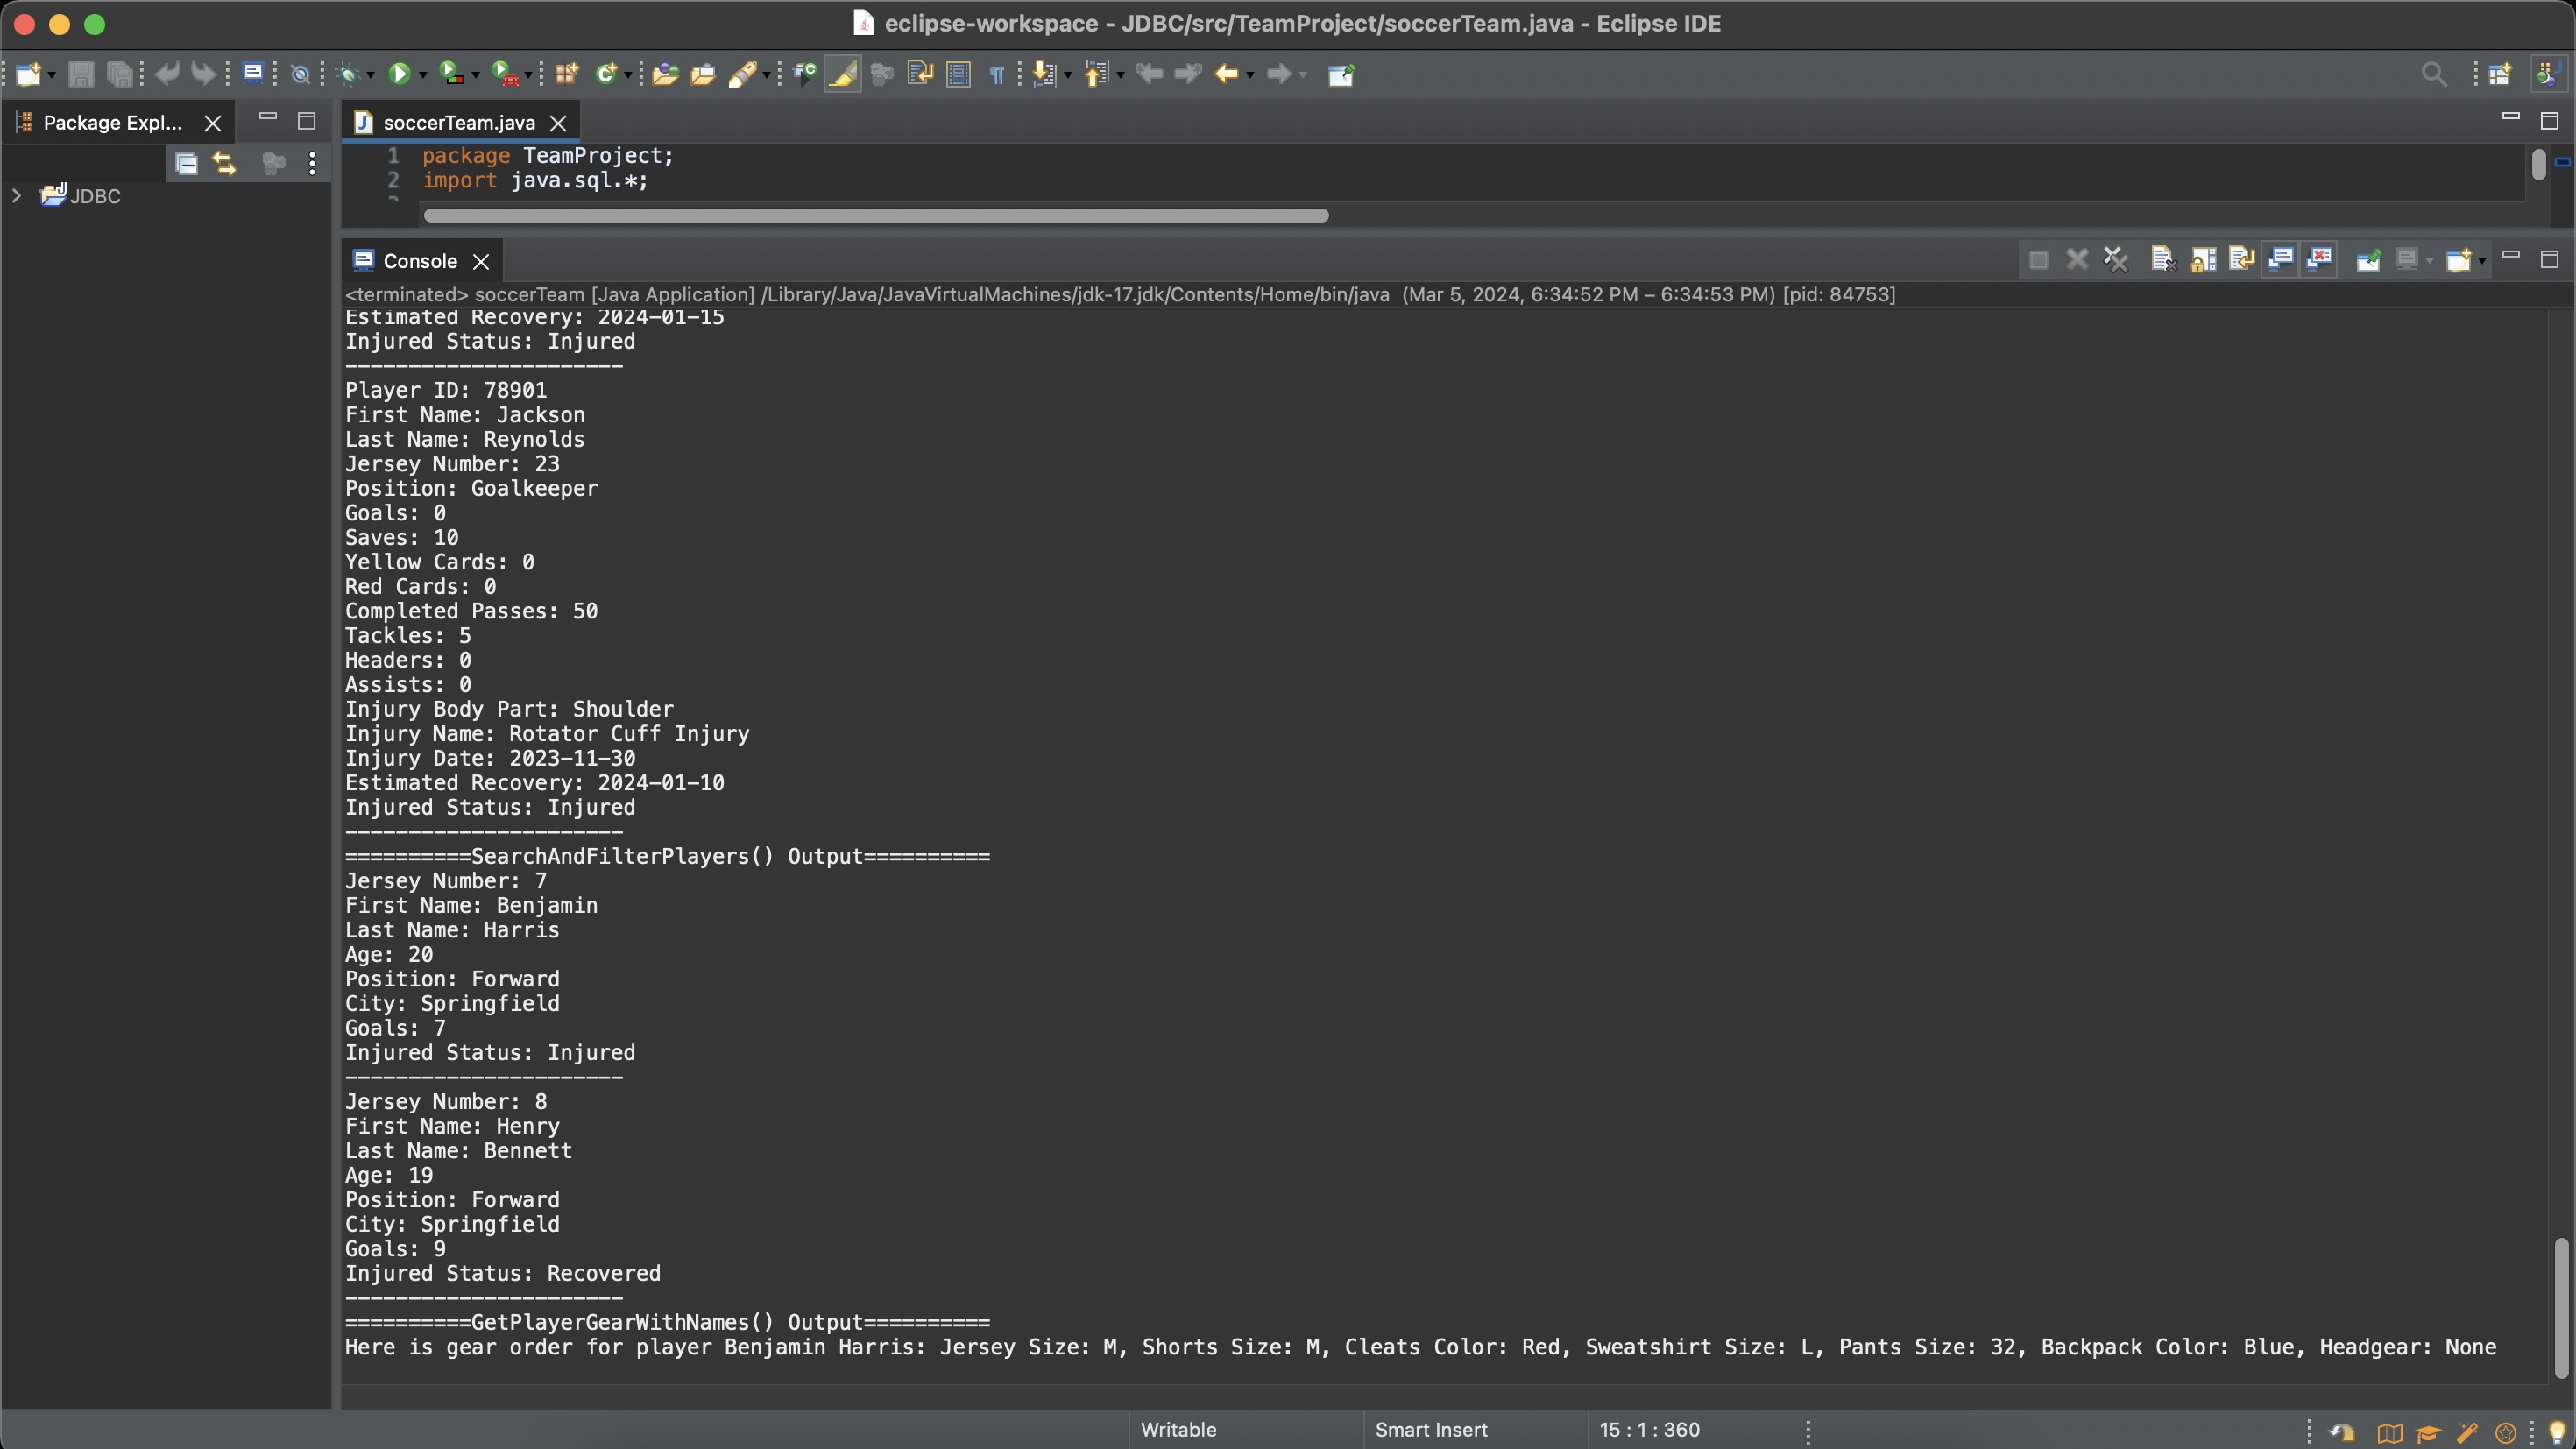 eclipse-workspace - JDBC/src/TeamProject/soccerTeam.java - Eclipse IDE
Package Expl...
soccerTeam.java
JDBC
1 package TeamProject;
2 import java.sql.*;
Console
<terminated> soccerTeam [Java Application] /Library/Java/JavaVirtualMachines/jdk-17.jdk/Contents/Home/bin/java (Mar 5, 2024, 6:34:52 PM – 6:34:53 PM) [pid: 84753]
Estimated Recovery: 2024-01-15
Injured Status: Injured
----------------------
Player ID: 78901
First Name: Jackson
Last Name: Reynolds
Jersey Number: 23
Position: Goalkeeper
Goals: 0
Saves: 10
Yellow Cards: 0
Red Cards: 0
Completed Passes: 50
Tackles: 5
Headers: 0
Assists: 0
Injury Body Part: Shoulder
Injury Name: Rotator Cuff Injury
Injury Date: 2023-11-30
Estimated Recovery: 2024-01-10
Injured Status: Injured
----------------------
==========SearchAndFilterPlayers() Output==========
Jersey Number: 7
First Name: Benjamin
Last Name: Harris
Age: 20
Position: Forward
City: Springfield
Goals: 7
Injured Status: Injured
----------------------
Jersey Number: 8
First Name: Henry
Last Name: Bennett
Age: 19
Position: Forward
City: Springfield
Goals: 9
Injured Status: Recovered
----------------------
==========GetPlayerGearWithNames() Output==========
Here is gear order for player Benjamin Harris: Jersey Size: M, Shorts Size: M, Cleats Color: Red, Sweatshirt Size: L, Pants Size: 32, Backpack Color: Blue, Headgear: None
Writable
Smart Insert
15 : 1 : 360